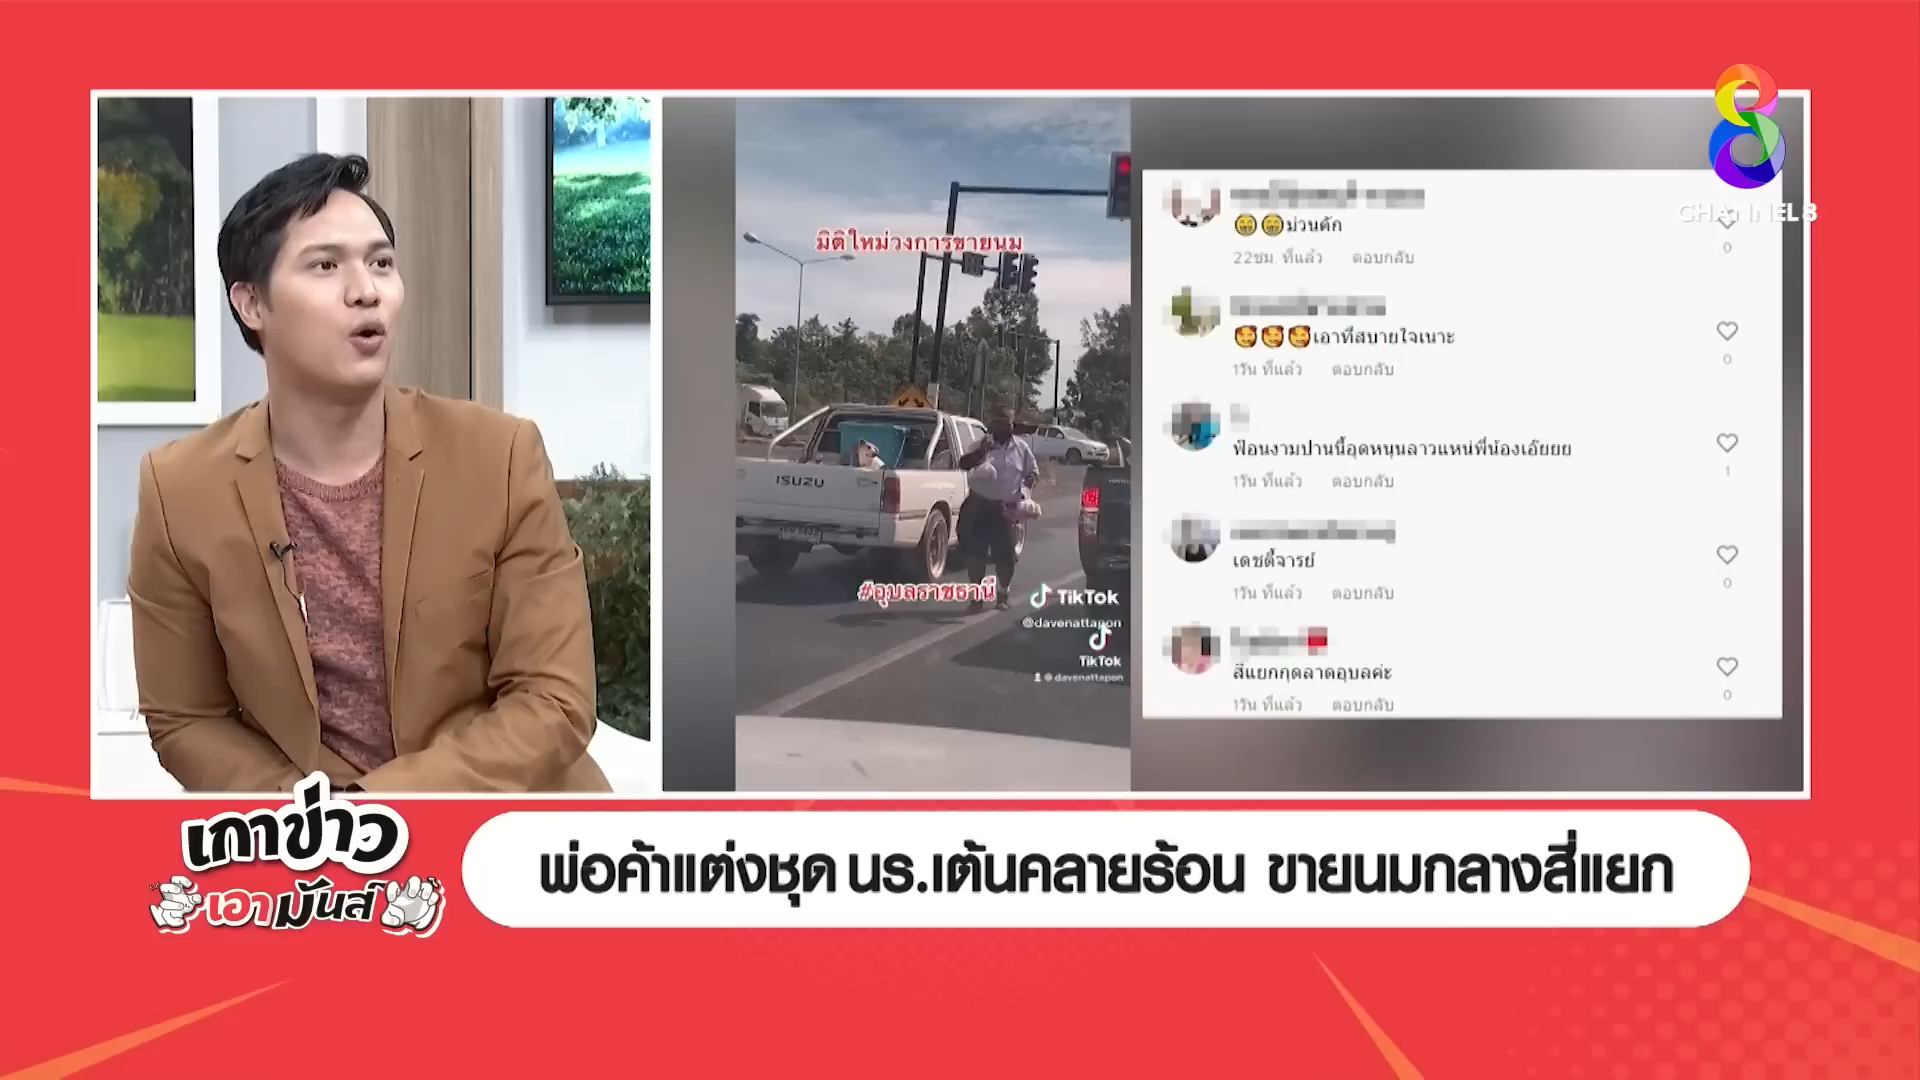 CHANNEL 8
มิติใหม่วงการขายนม
ISUZU
#อุบลราชธานี
TikTok
@davenattapon
TikTok
@davenattapon
ม่วนคัก
22ชม. ที่แล้ว ตอบกลับ
0
เอาที่สบายใจเนาะ
1วัน ที่แล้ว ตอบกลับ
0
ฟ้อนงามปานนี้อุดหนุนลาวแหน่พี่น้องเอ้ยยย
1วัน ที่แล้ว ตอบกลับ
1
เดชตี้จารย์
1วัน ที่แล้ว ตอบกลับ
0
สี่แยกกุดลาดอุบลค่ะ
1วัน ที่แล้ว ตอบกลับ
0
เกาข่าว
เอามันส์
พ่อค้าแต่งชุด นร.เต้นคลายร้อน ขายนมกลางสี่แยก